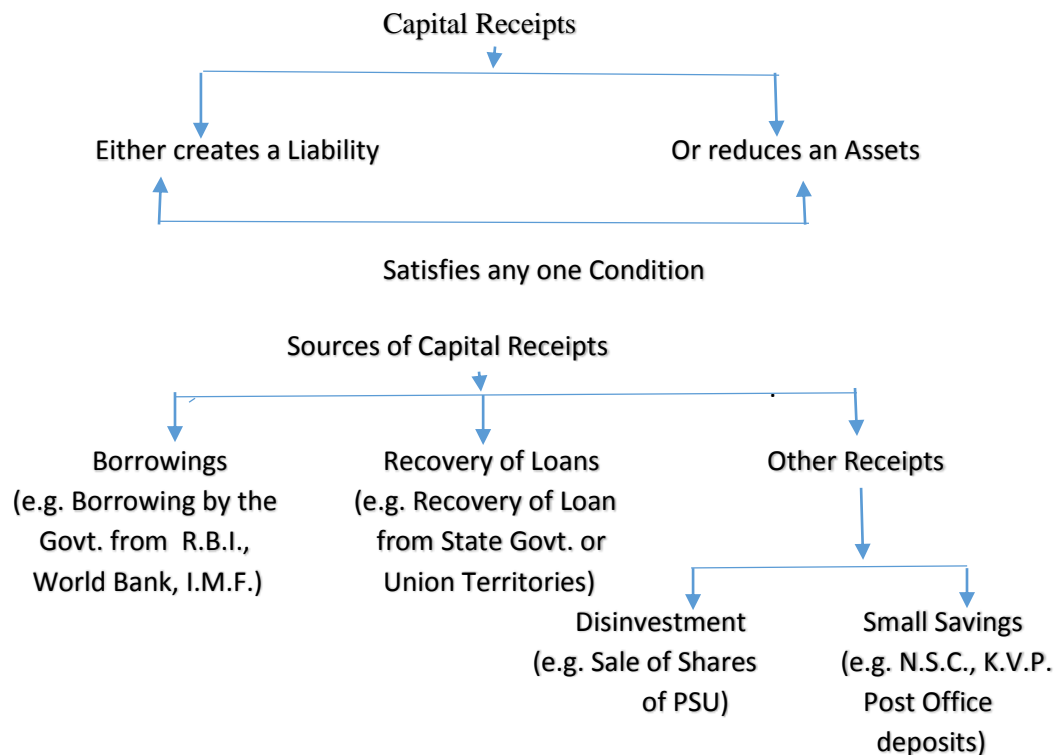 Capital Receipts
Either creates a Liability
Or reduces an Assets
Satisfies any one Condition
Sources of Capital Receipts
Borrowings
(e.g. Borrowing by the
Govt. from R.B.I.,
World Bank, I.M.F.)
Recovery of Loans
(e.g. Recovery of Loan
from State Govt. or
Union Territories)
Other Receipts
Disinvestment
(e.g. Sale of Shares
of PSU)
Small Savings
(e.g. N.S.C., K.V.P.
Post Office
deposits)